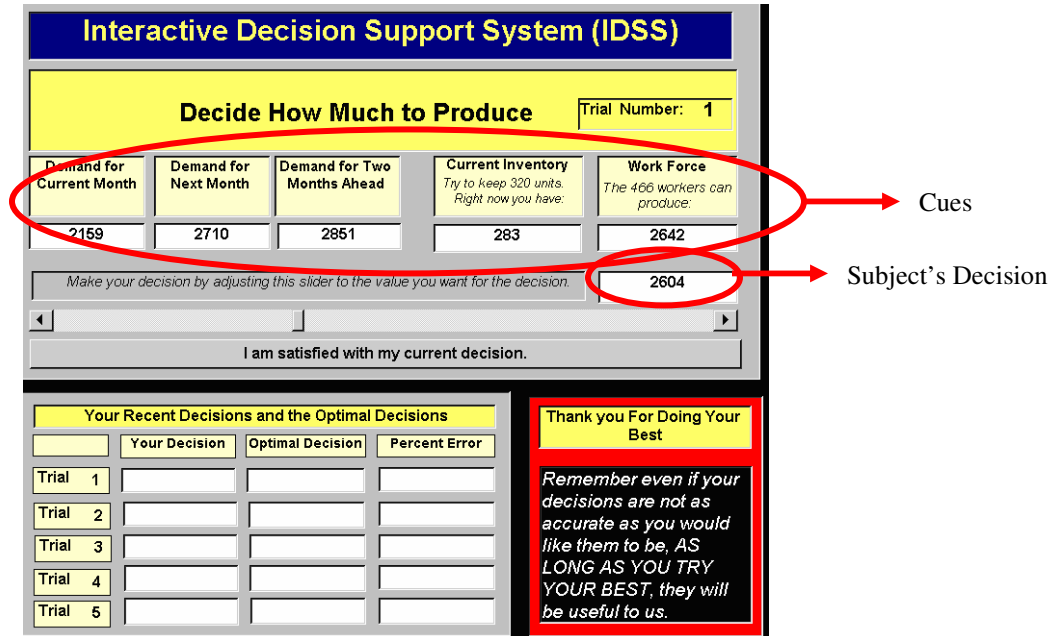 Interactive Decision Support System (IDSS)
Decide How Much to Produce
Trial Number: 1
Demand for
Current Month
Demand for
Next Month
Demand for Two
Months Ahead
Current Inventory
Try to keep 320 units.
Right now you have:
Work Force
The 466 workers can
produce:
Cues
2159
2710
2851
283
2642
Make your decision by adjusting this slider to the value you want for the decision.
2604
Subject's Decision
I am satisfied with my current decision.
Your Recent Decisions and the Optimal Decisions
Your Decision
Optimal Decision
Percent Error
Trial 1
Trial 2
Trial 3
Trial 4
Trial 5
Thank you For Doing Your
Best
Remember even if your
decisions are not as
accurate as you would
like them to be, AS
LONG AS YOU TRY
YOUR BEST, they will
be useful to us.